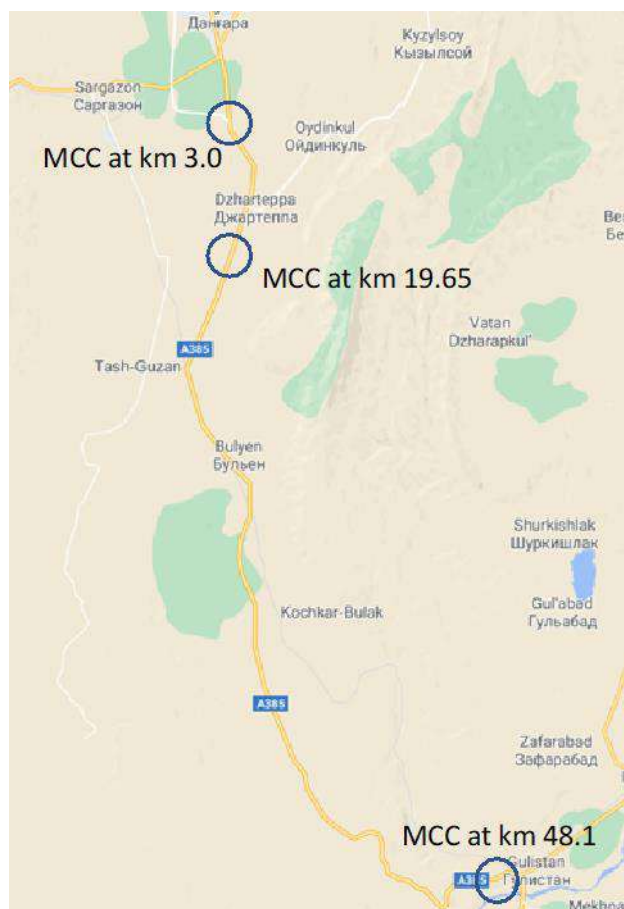 Данғара
Kyzylsoy
Кызылсой
Sargazon
Саргазон
Oydinkul
Ойдинкуль
MCC at km 3.0
Dzharteppa
Джартеппа
MCC at km 19.65
Vatan
Dzharapkul'
A385
Tash-Guzan
Bulyen
Бульен
Shurkishlak
Шуркишлак
Gul'abad
Гульабад
Kochkar-Bulak
A385
Zafarabad
Зафарабад
MCC at km 48.1
Gulistan
Гулистан
A385